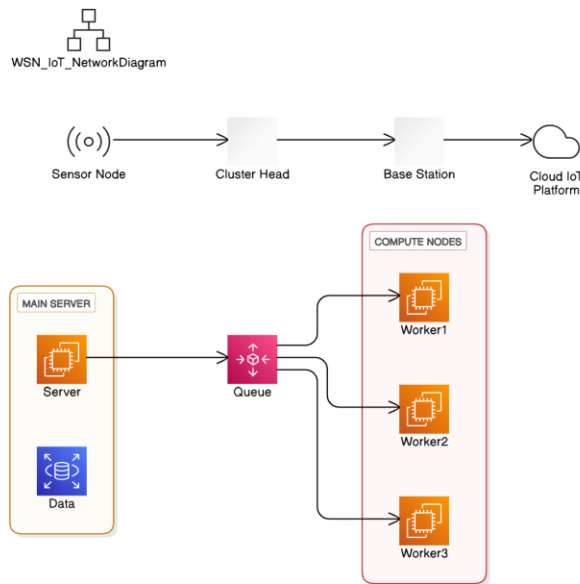 WSN_IoT_NetworkDiagram
Sensor Node
Cluster Head
Base Station
Cloud IoT
Platform
COMPUTE NODES
MAIN SERVER
Worker1
Server
Queue
Worker2
Data
Worker3